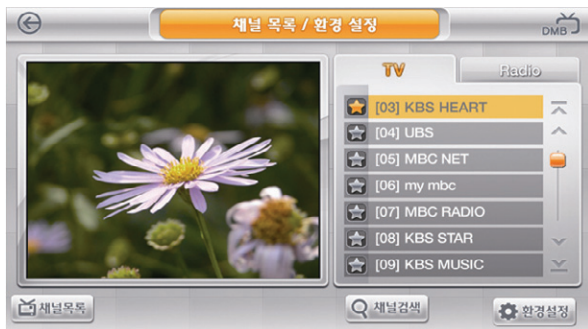 채널 목록 / 환경 설정
DMB
TV
Radio
[03] KBS HEART
[04] UBS
[05] MBC NET
[06] my mbc
[07] MBC RADIO
[08] KBS STAR
[09] KBS MUSIC
채널목록
채널검색
환경설정